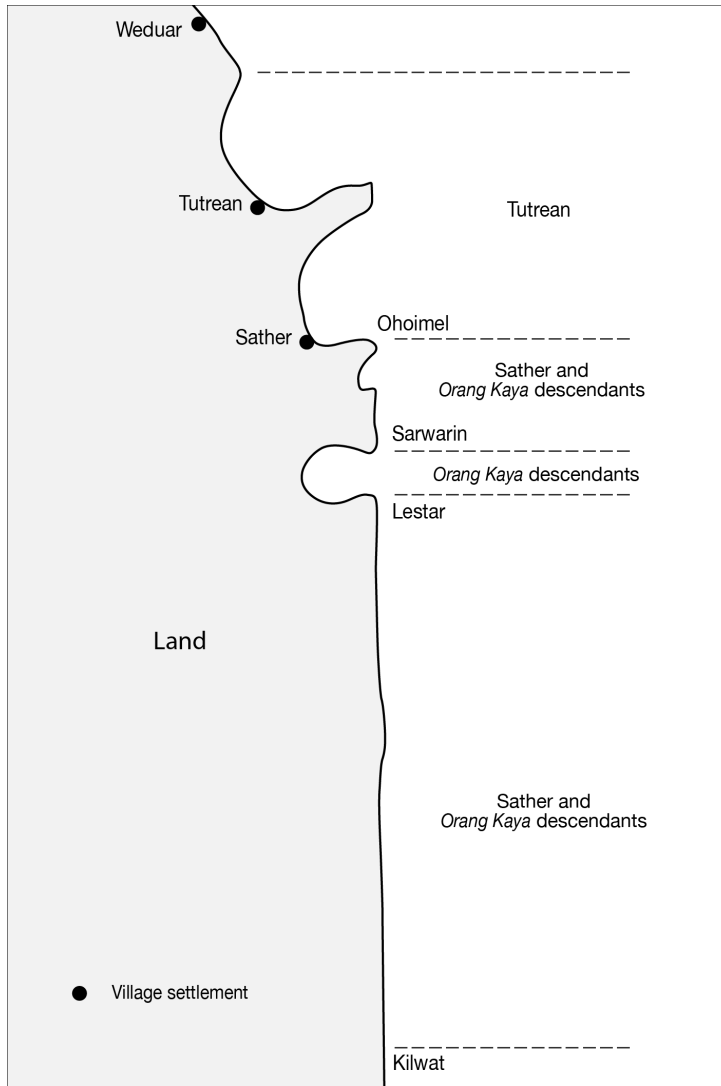 Weduar
Tutrean
Tutrean
Ohoimel
Sather
Sather and
Orang Kaya descendants
Sarwarin
Orang Kaya descendants
Lestar
Land
Sather and
Orang Kaya descendants
Village settlement
Kilwat